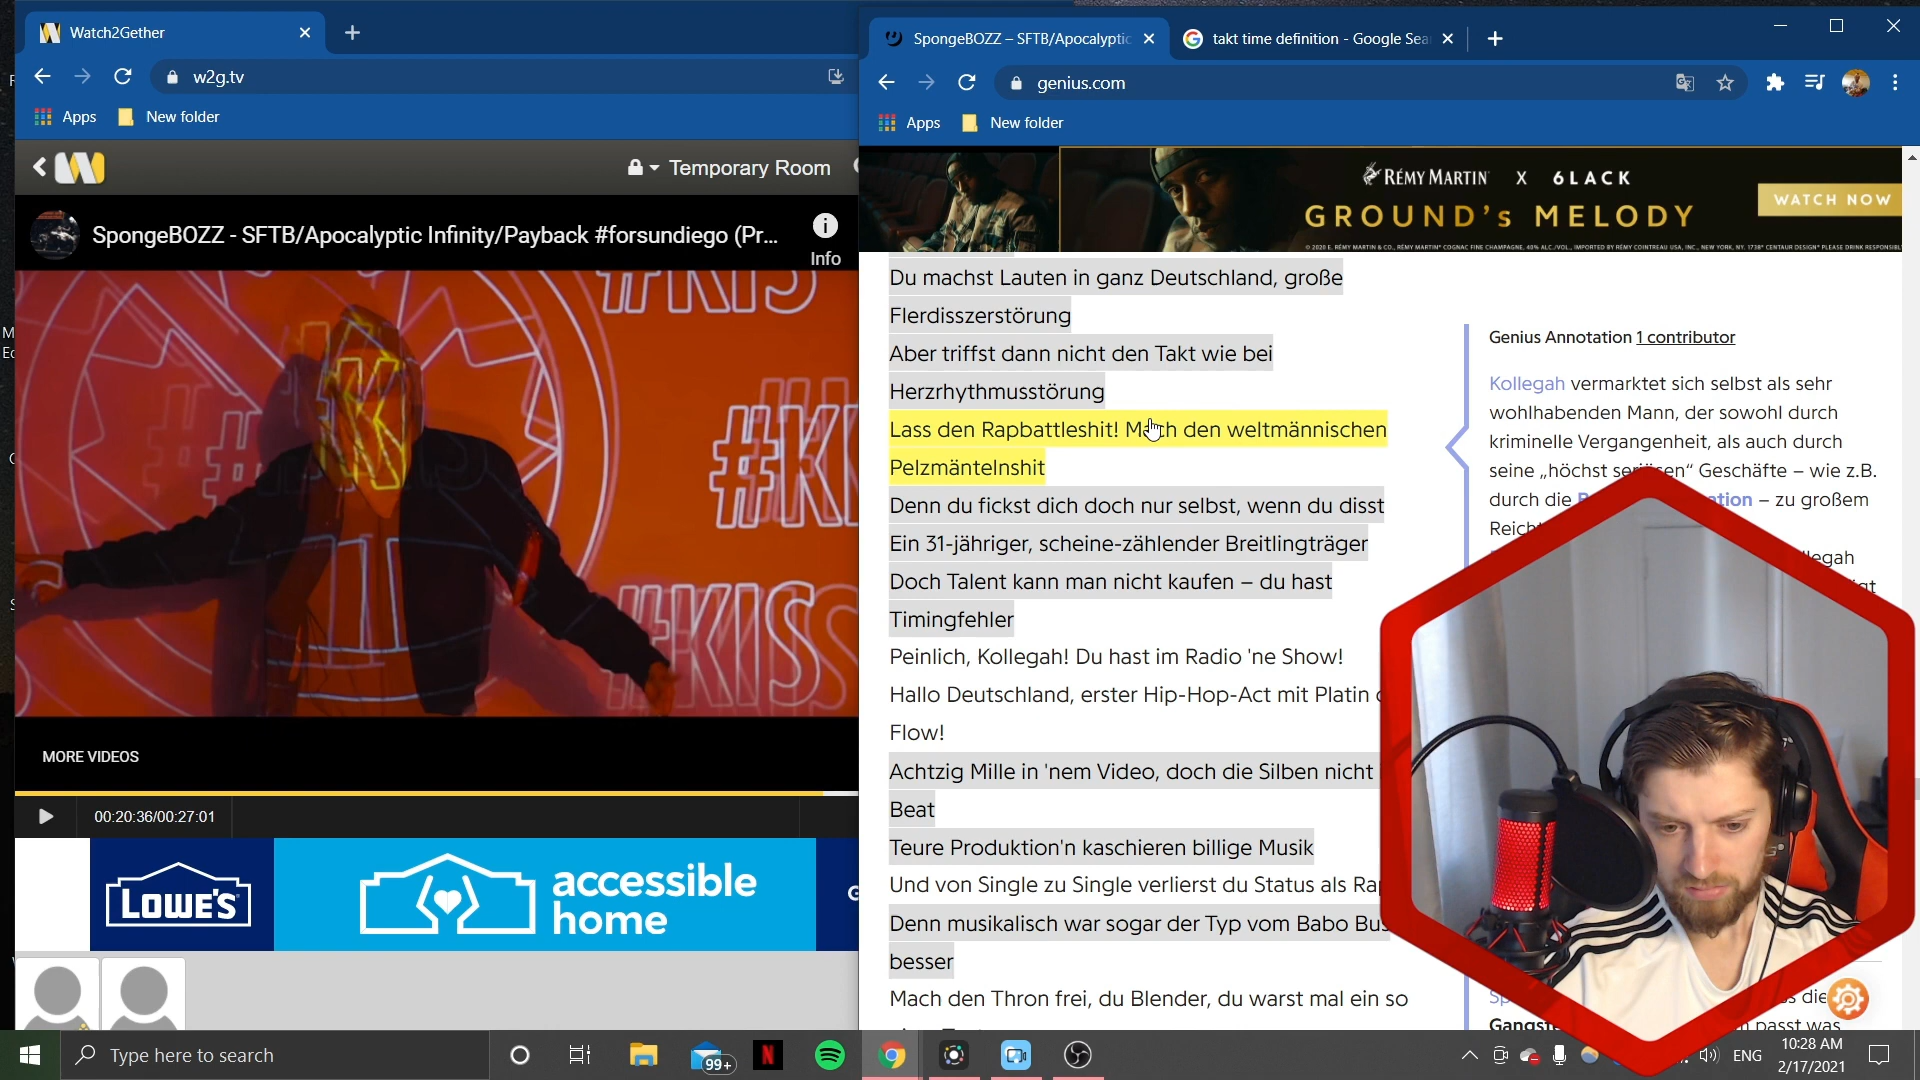 Watch2Gether
w2g.tv
Apps
New folder
Temporary Room
SpongeBOZZ - SFTB/Apocalyptic Infinity/Payback #forsundiego (Pr...
Info
MORE VIDEOS
00:20:36/00:27:01
LOWE'S
accessible
home
SpongeBOZZ – SFTB/Apocalyptic
takt time definition - Google Sea
genius.com
Apps
New folder
RÉMY MARTIN X 6LACK
GROUND'S MELODY
WATCH NOW
Du machst Lauten in ganz Deutschland, große
Flerdisszerstörung
Aber triffst dann nicht den Takt wie bei
Herzrhythmusstörung
Lass den Rapbattleshit! Mach den weltmännischen
Pelzmäntelnshit
Denn du fickst dich doch nur selbst, wenn du disst
Ein 31-jähriger, scheine-zählender Breitlingträger
Doch Talent kann man nicht kaufen – du hast
Timingfehler
Peinlich, Kollegah! Du hast im Radio 'ne Show!
Hallo Deutschland, erster Hip-Hop-Act mit Platin
Flow!
Achtzig Mille in 'nem Video, doch die Silben nicht
Beat
Teure Produktion'n kaschieren billige Musik
Und von Single zu Single verlierst du Status als
Denn musikalisch war sogar der Typ vom Babo
besser
Mach den Thron frei, du Blender, du warst mal ein so
Genius Annotation 1 contributor
Kollegah vermarktet sich selbst als sehr
wohlhabenden Mann, der sowohl durch
kriminelle Vergangenheit, als auch durch
seine „höchst seriösen“ Geschäfte – wie z.B.
durch die – zu großem
passt was
Type here to search
99+
ENG
10:28 AM
2/17/2021